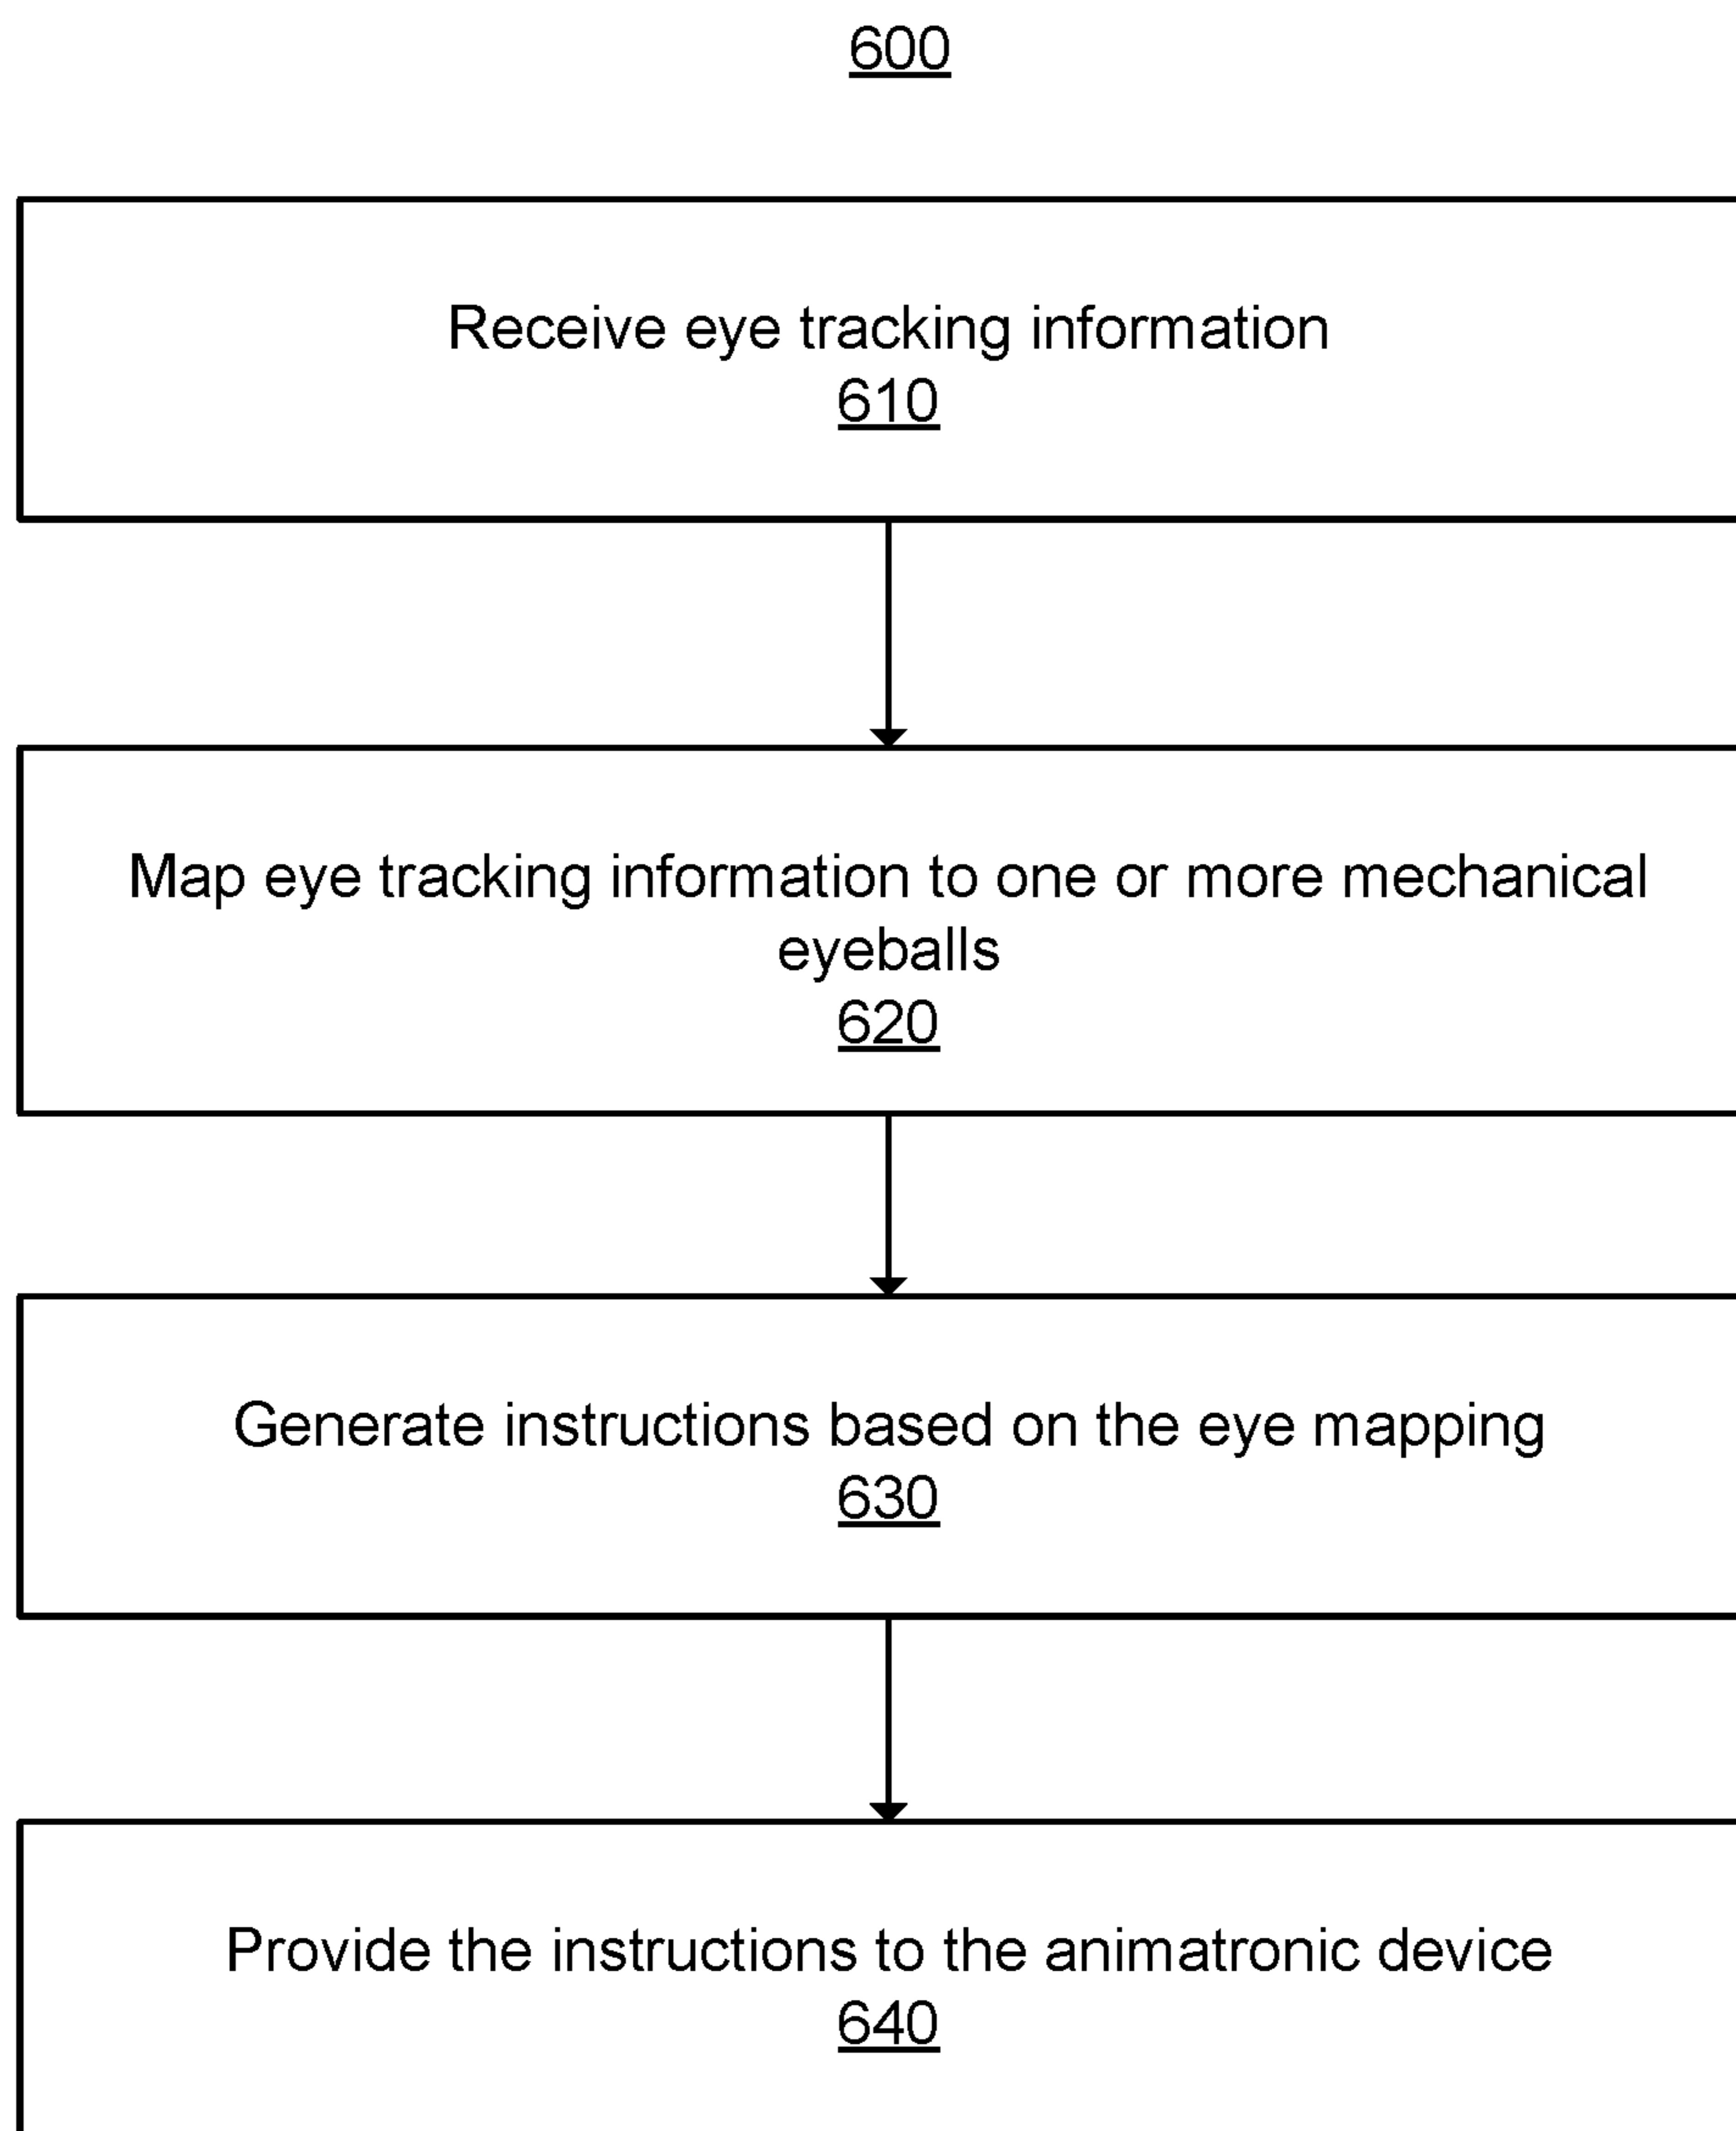 600
Receive eye tracking information
610
Map eye tracking information to one or more mechanical
eyeballs
620
Generate instructions based on the eye mapping
630
Provide the instructions to the animatronic device
640